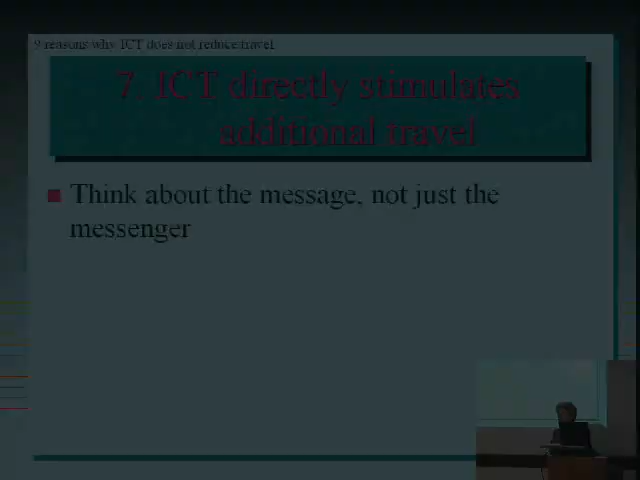 9 reasons why ICT does not reduce travel
7. ICT directly stimulates
additional travel
Think about the message, not just the
messenger